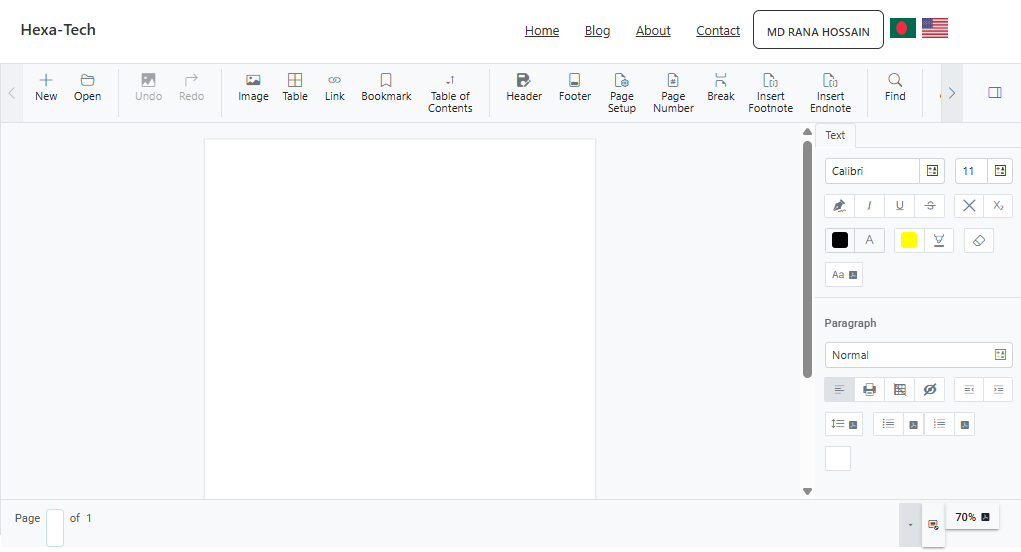 Hexa-Tech
Home Blog About Contact MD RANA HOSSAIN
New Open Undo Redo Image Table Link Bookmark Table of Contents Header Footer Page Setup Page Number Break Insert Footnote Insert Endnote Find
Text
Calibri 11
I U S X₂
A
Aa
Paragraph
Normal
Page of 1
70%